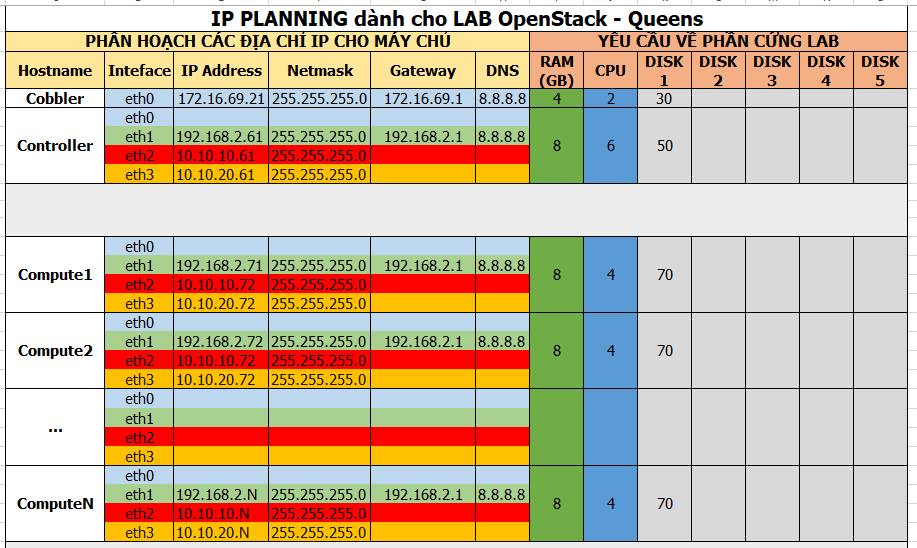 IP PLANNING dành cho LAB OpenStack - Queens
PHÂN HOẠCH CÁC ĐỊA CHỈ IP CHO MÁY CHỦ YÊU CẦU VỀ PHẦN CỨNG LAB
Hostname Inteface IP Address Netmask Gateway DNS RAM (GB) CPU DISK 1 DISK 2 DISK 3 DISK 4 DISK 5
Cobbler eth0 172.16.69.21 255.255.255.0 172.16.69.1 8.8.8.8 4 2 30
Controller eth0 8 6 50
eth1 192.168.2.61 255.255.255.0 192.168.2.1 8.8.8.8
eth2 10.10.10.61 255.255.255.0
eth3 10.10.20.61 255.255.255.0
Compute1 eth0 8 4 70
eth1 192.168.2.71 255.255.255.0 192.168.2.1 8.8.8.8
eth2 10.10.10.72 255.255.255.0
eth3 10.10.20.72 255.255.255.0
Compute2 eth0 8 4 70
eth1 192.168.2.72 255.255.255.0 192.168.2.1 8.8.8.8
eth2 10.10.10.72 255.255.255.0
eth3 10.10.20.72 255.255.255.0
... eth0
eth1
eth2
eth3
ComputeN eth0 8 4 70
eth1 192.168.2.N 255.255.255.0 192.168.2.1 8.8.8.8
eth2 10.10.10.N 255.255.255.0
eth3 10.10.20.N 255.255.255.0